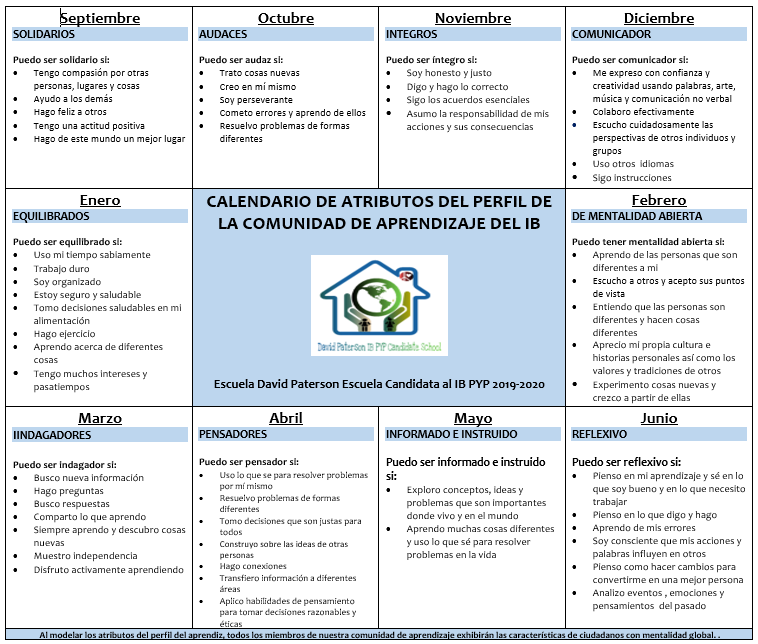 Septiembre
SOLIDARIOS
Puedo ser solidario si:
• Tengo compasión por otras
personas, lugares y cosas
• Ayudo a los demás
• Hago feliz a otros
• Tengo una actitud positiva
• Hago de este mundo un mejor lugar
Octubre
AUDACES
Puedo ser audaz si:
• Trato cosas nuevas
• Creo en mí mismo
• Soy perseverante
• Cometo errores y aprendo de ellos
• Resuelvo problemas de formas
diferentes
Noviembre
INTEGROS
Puedo ser íntegro si:
• Soy honesto y justo
• Digo y hago lo correcto
• Sigo los acuerdos esenciales
• Asumo la responsabilidad de mis
acciones y sus consecuencias
Diciembre
COMUNICADOR
Puedo ser comunicador si:
• Me expreso con confianza y
creatividad usando palabras, arte,
música y comunicación no verbal
• Colaboro efectivamente
• Escucho cuidadosamente las
perspectivas de otros individuos y
grupos
• Uso otros idiomas
• Sigo instrucciones
Enero
EQUILIBRADOS
Puedo ser equilibrado si:
• Uso mi tiempo sabiamente
• Trabajo duro
• Soy organizado
• Estoy seguro y saludable
• Tomo decisiones saludables en mi
alimentación
• Hago ejercicio
• Aprendo acerca de diferentes
cosas
• Tengo muchos intereses y
pasatiempos
CALENDARIO DE ATRIBUTOS DEL PERFIL DE
LA COMUNIDAD DE APRENDIZAJE DEL IB
David Paterson IB PYP Candidate School
Escuela David Paterson Escuela Candidata al IB PYP 2019-2020
Febrero
DE MENTALIDAD ABIERTA
Puedo tener mentalidad abierta si:
• Aprendo de las personas que son
diferentes a mi
• Escucho a otros y acepto sus puntos
de vista
• Entiendo que las personas son
diferentes y hacen cosas
diferentes
• Aprecio mi propia cultura e
historias personales así como los
valores y tradiciones de otros
• Experimento cosas nuevas y
crezco a partir de ellas
Marzo
IINDAGADORES
Puedo ser indagador si:
• Busco nueva información
• Hago preguntas
• Busco respuestas
• Comparto lo que aprendo
• Siempre aprendo y descubro cosas
nuevas
• Muestro independencia
• Disfruto activamente aprendiendo
Abril
PENSADORES
Puedo ser pensador si:
• Uso lo que se para resolver problemas
por mí mismo
• Resuelvo problemas de formas
diferentes
• Tomo decisiones que son justas para
todos
• Construyo sobre las ideas de otras
personas
• Hago conexiones
• Transfiero información a diferentes
áreas
• Aplico habilidades de pensamiento
para tomar decisiones razonables y
éticas
Mayo
INFORMADO E INSTRUIDO
Puedo ser informado e instruido
si:
• Exploro conceptos, ideas y
problemas que son importantes
donde vivo y en el mundo
• Aprendo muchas cosas diferentes
y uso lo que sé para resolver
problemas en la vida
Junio
REFLEXIVO
Puedo ser reflexivo si:
• Pienso en mi aprendizaje y sé en lo
que soy bueno y en lo que necesito
trabajar
• Pienso en lo que digo y hago
• Aprendo de mis errores
• Soy consciente que mis acciones y
palabras influyen en otros
• Pienso como hacer cambios para
convertirme en una mejor persona
• Analizo eventos , emociones y
pensamientos del pasado
Al modelar los atributos del perfil del aprendiz, todos los miembros de nuestra comunidad de aprendizaje exhibirán las características de ciudadanos con mentalidad global. .